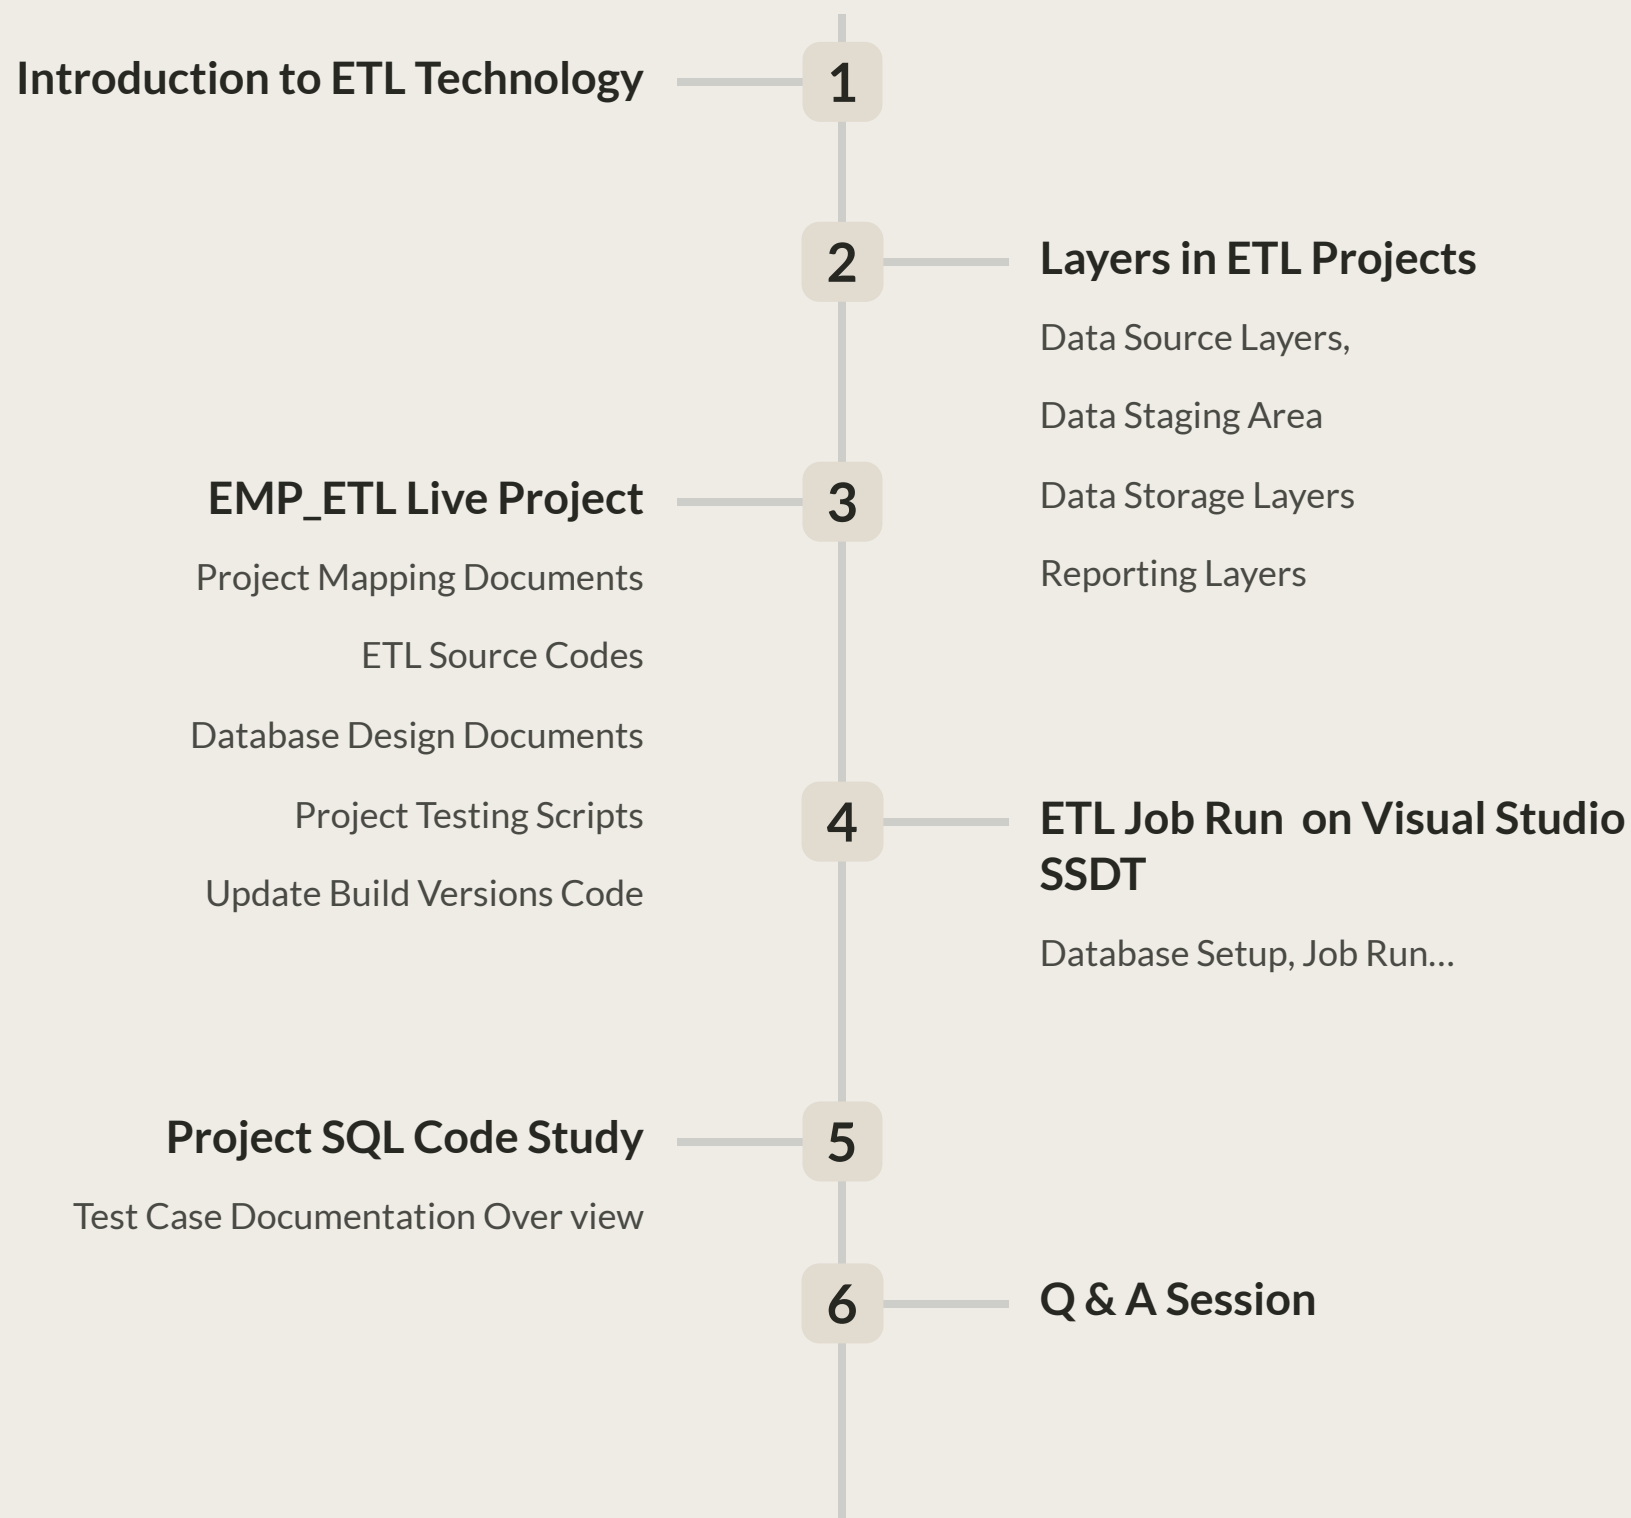 Introduction to ETL Technology
1
2
Layers in ETL Projects
Data Source Layers,
Data Staging Area
Data Storage Layers
Reporting Layers
3
EMP_ETL Live Project
Project Mapping Documents
ETL Source Codes
Database Design Documents
Project Testing Scripts
Update Build Versions Code
4
ETL Job Run  on Visual Studio
SSDT
Database Setup, Job Run...
5
Project SQL Code Study
Test Case Documentation Over view
6
Q & A Session